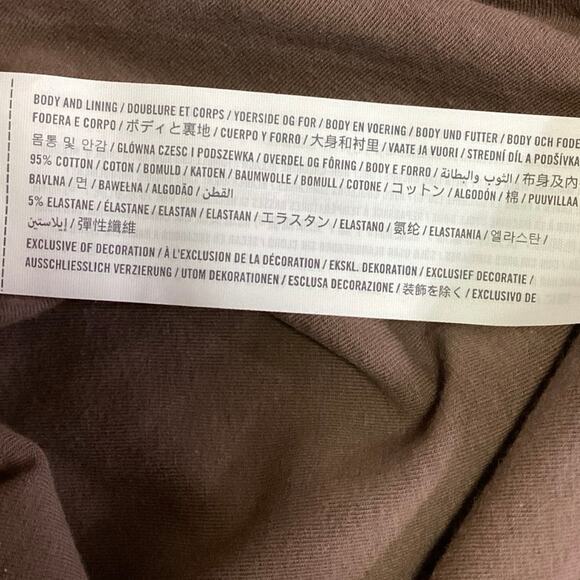 BODY AND LINING / DOUBLURE ET CORPS / YDERSIDE OG FOR / BODY EN VOERING / BODY UND FUTTER / BODY OCH FODE
FODERA E CORPO / ボディと裏地 / CUERPO Y FORRO / 大身和衬里 / VAATE JA VUORI / STREDNÍ DÍL A PODŠÍVKA
몸통 및 안감 / GLÓWNA CZESC I PODSZEWKA / OVERDEL OG FÔRING / BODY E FORRO / الثوب والبطانة / 布身及內
95% COTTON / COTON / BOMULD / KATOEN / BAUMWOLLE / BOMULL / COTONE / コットン / ALGODÓN / 棉 / PUUVILLAA
BAVLNA / 면 / BAWEŁNA / ALGODÃO / القطن /
5% ELASTANE / ÉLASTANE / ELASTAN / ELASTAAN / エラスタン / ELASTANO / 氨纶 / ELASTAANIA / 엘라스탄 /
إيلاستين / 彈性纖維
EXCLUSIVE OF DECORATION / À L'EXCLUSION DE LA DÉCORATION / EKSKL. DEKORATION / EXCLUSIEF DECORATIE /
AUSSCHLIESSLICH VERZIERUNG / UTOM DEKORATIONEN / ESCLUSA DECORAZIONE / 装飾を除く / EXCLUSIVO DE